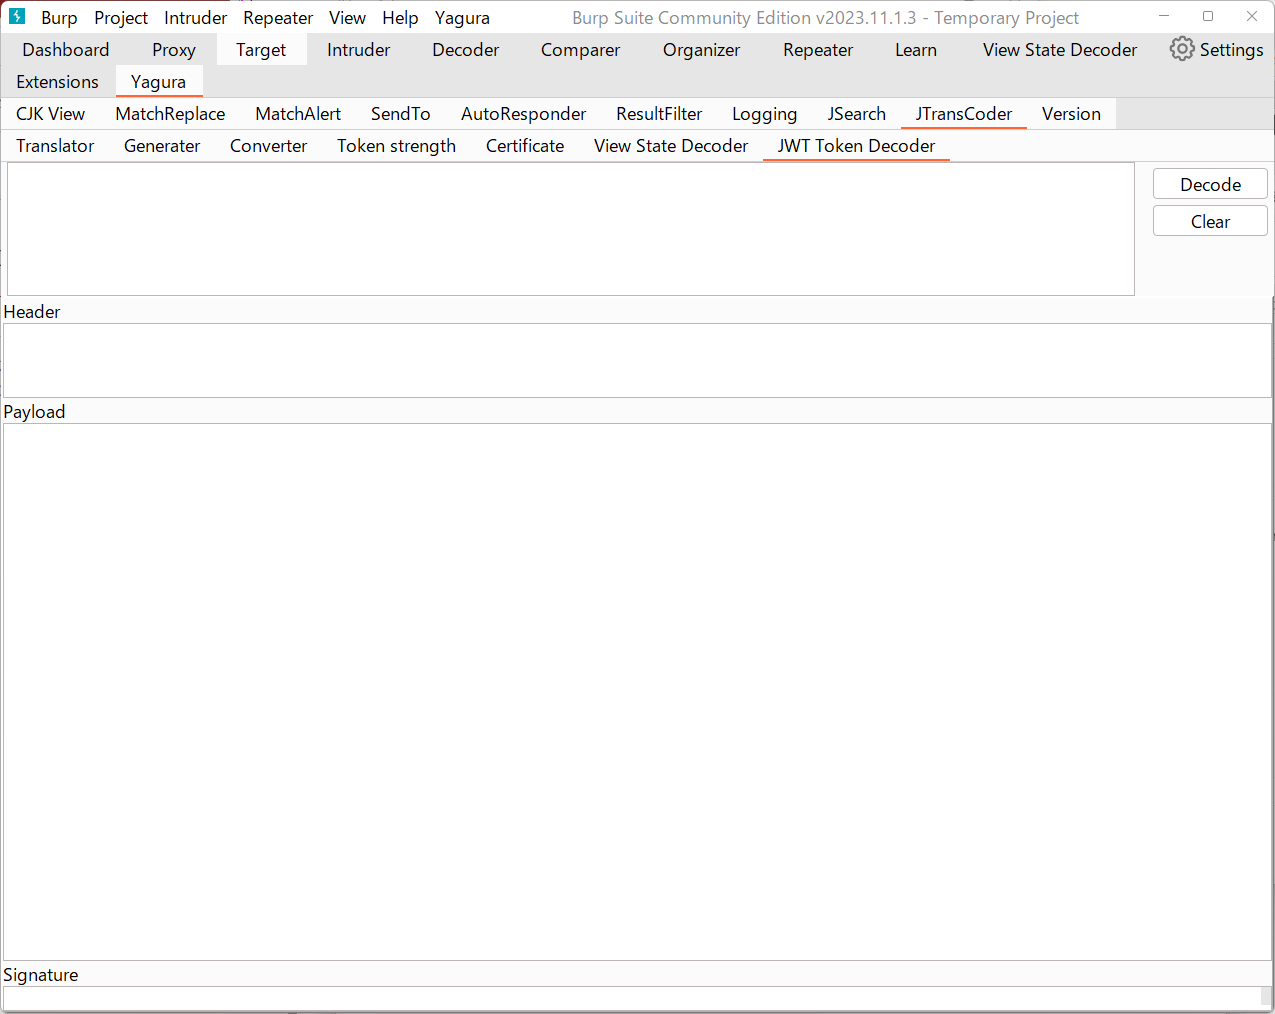 Burp Project Intruder Repeater View Help Yagura Burp Suite Community Edition v2023.11.1.3 - Temporary Project
Dashboard Proxy Target Intruder Decoder Comparer Organizer Repeater Learn View State Decoder Settings
Extensions Yagura
CJK View MatchReplace MatchAlert SendTo AutoResponder ResultFilter Logging JSearch JTransCoder Version
Translator Generater Converter Token strength Certificate View State Decoder JWT Token Decoder
Decode
Clear
Header
Payload
Signature